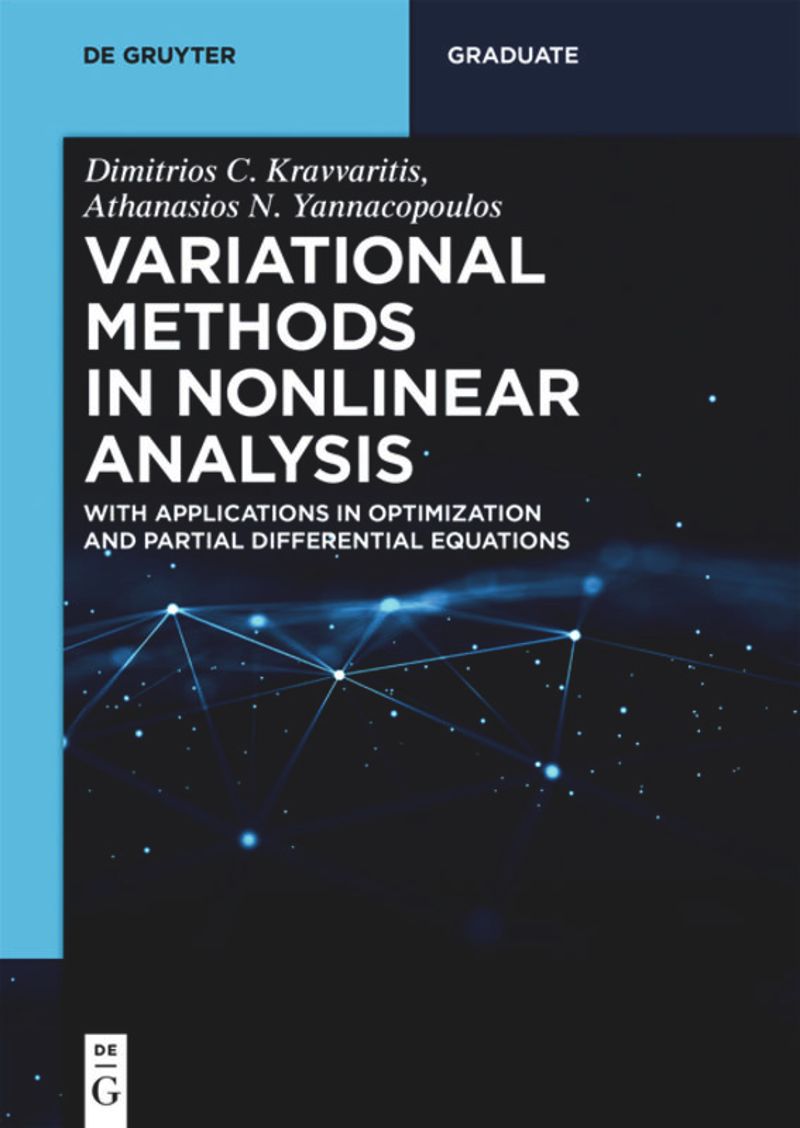 DE GRUYTER
GRADUATE
Dimitrios C. Kravvaritis,
Athanasios N. Yannacopoulos
VARIATIONAL
METHODS
IN NONLINEAR
ANALYSIS
WITH APPLICATIONS IN OPTIMIZATION
AND PARTIAL DIFFERENTIAL EQUATIONS
DE
G